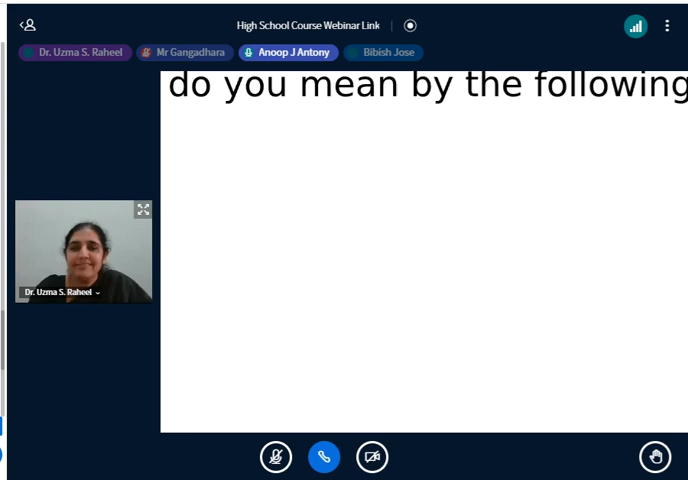 High School Course Webinar Link
Dr. Uzma S. Raheel
Mr Gangadhara
Anoop J Antony
Bibish Jose
do you mean by the following
Dr. Uzma S. Raheel